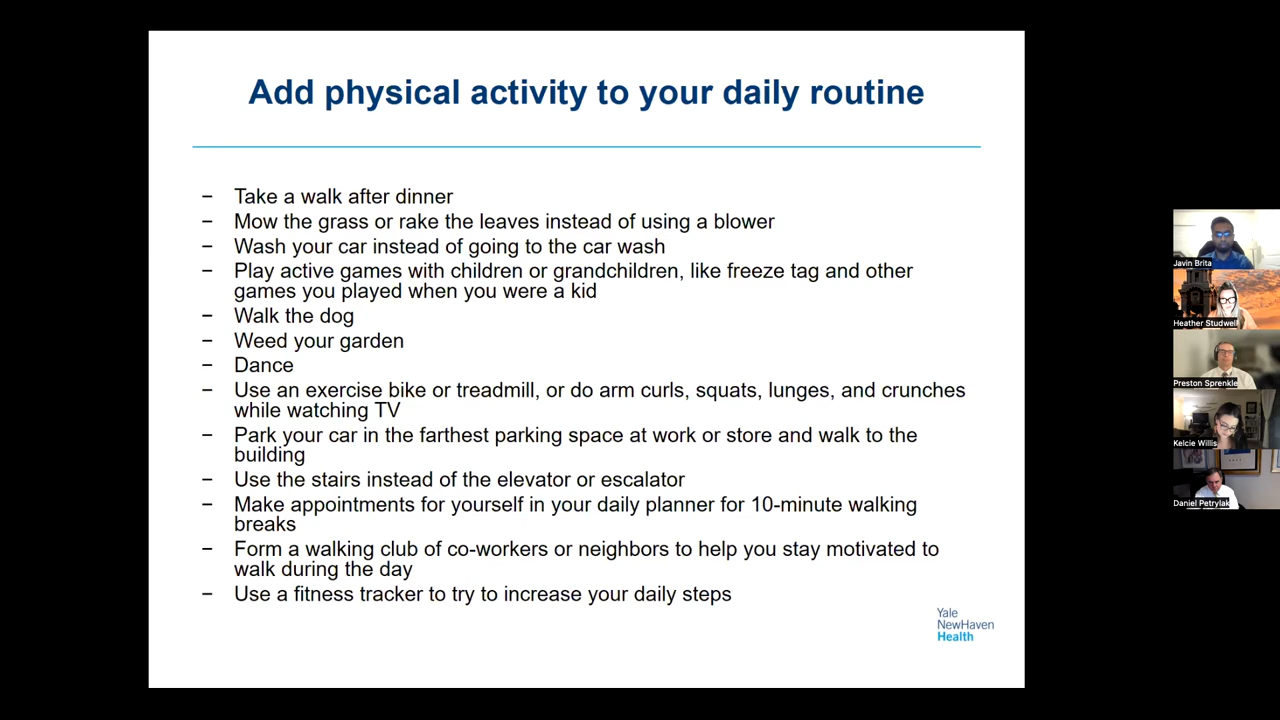 Add physical activity to your daily routine
− Take a walk after dinner
− Mow the grass or rake the leaves instead of using a blower
− Wash your car instead of going to the car wash
− Play active games with children or grandchildren, like freeze tag and other
games you played when you were a kid
− Walk the dog
− Weed your garden
− Dance
− Use an exercise bike or treadmill, or do arm curls, squats, lunges, and crunches
while watching TV
− Park your car in the farthest parking space at work or store and walk to the
building
− Use the stairs instead of the elevator or escalator
− Make appointments for yourself in your daily planner for 10-minute walking
breaks
− Form a walking club of co-workers or neighbors to help you stay motivated to
walk during the day
− Use a fitness tracker to try to increase your daily steps
Yale
NewHaven
Health
Javin Brita
Heather Studwell
Preston Sprenkle
Kelcie Willis
Daniel Petrylak